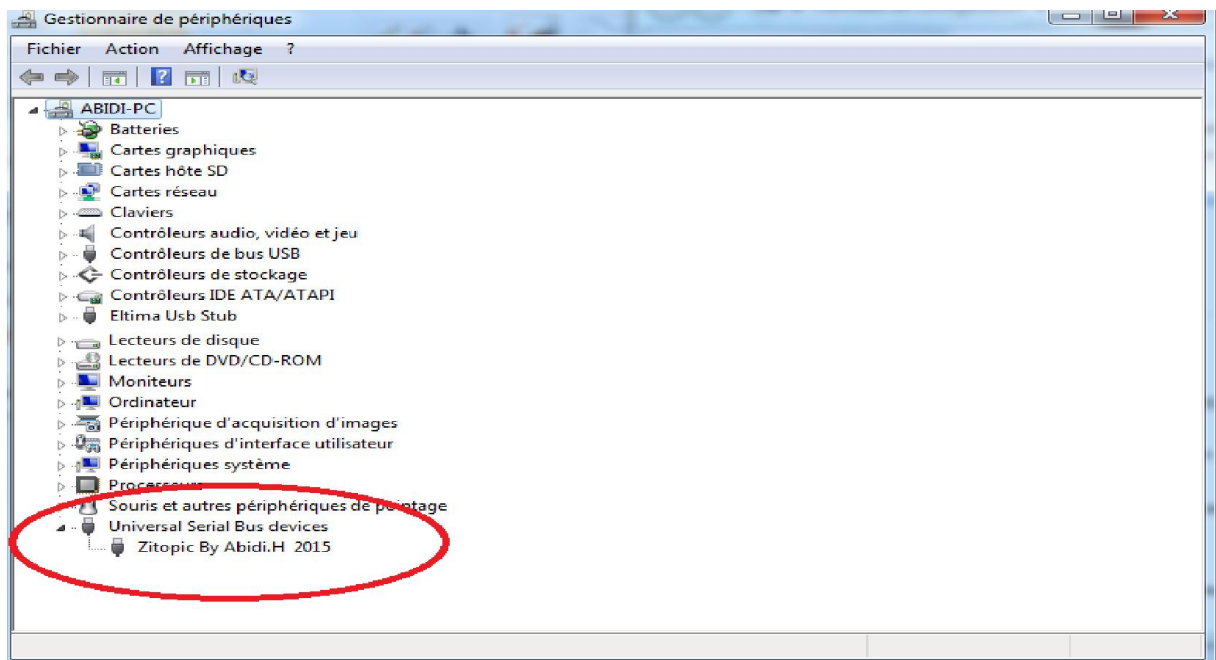 Gestionnaire de périphériques
Fichier Action Affichage ?
ABIDI-PC
Batteries
Cartes graphiques
Cartes hôte SD
Cartes réseau
Claviers
Contrôleurs audio, vidéo et jeu
Contrôleurs de bus USB
Contrôleurs de stockage
Contrôleurs IDE ATA/ATAPI
Eltima Usb Stub
Lecteurs de disque
Lecteurs de DVD/CD-ROM
Moniteurs
Ordinateur
Périphérique d'acquisition d'images
Périphériques d'interface utilisateur
Périphériques système
Processeurs
Souris et autres périphériques de pointage
Universal Serial Bus devices
Zitopic By Abidi.H 2015